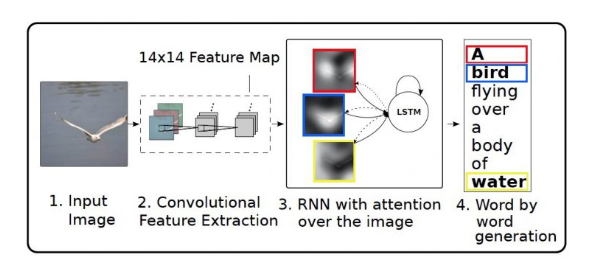 14x14 Feature Map
LSTM
A
bird
flying
over
a
body
of
water
1. Input
Image
2. Convolutional
Feature Extraction
3. RNN with attention
over the image
4. Word by
word
generation